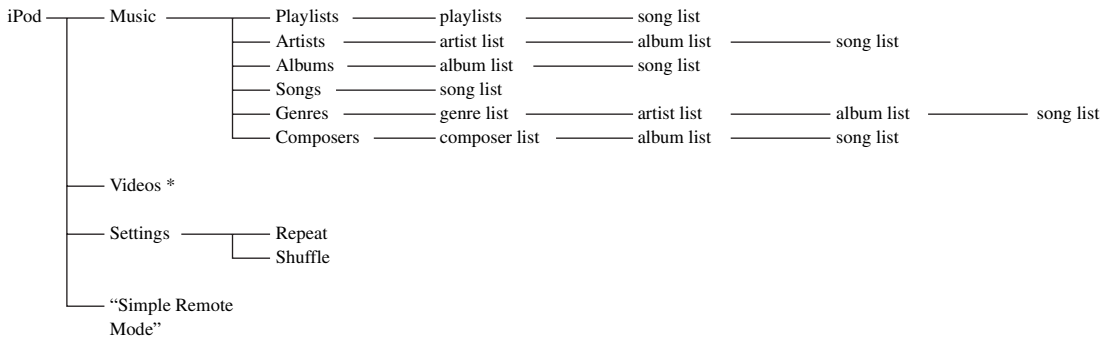 iPod Music Playlists playlists song list
Artists artist list album list song list
Albums album list song list
Songs song list
Genres genre list artist list album list song list
Composers composer list album list song list
Videos *
Settings Repeat
Shuffle
“Simple Remote
Mode”